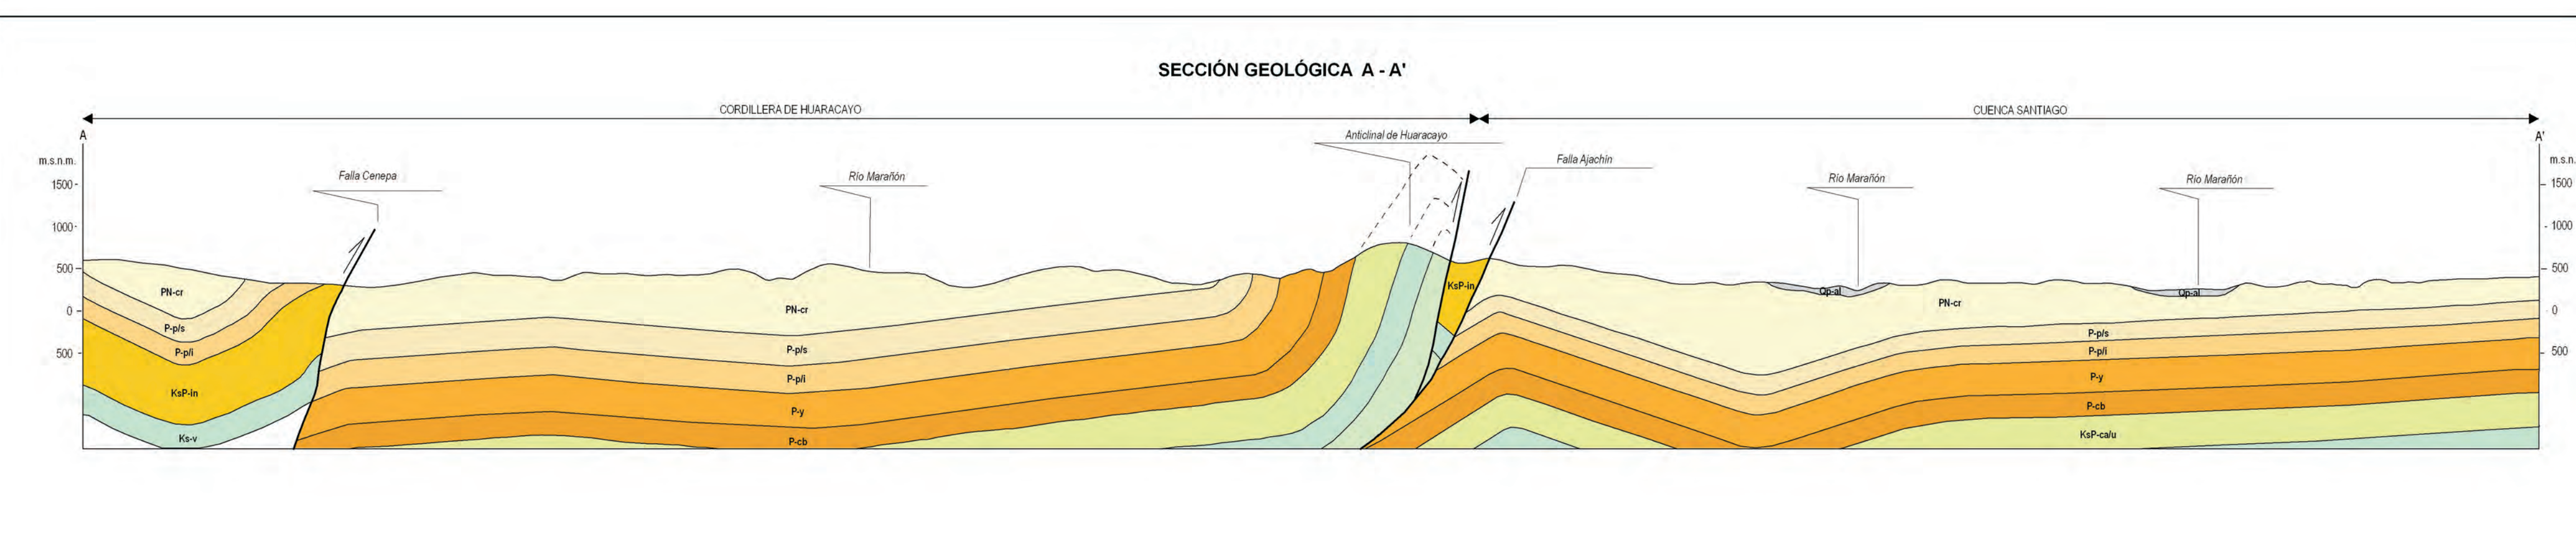 SECCIÓN GEOLÓGICA A - A'
CORDILLERA DE HUARACAYO
CUENCA SANTIAGO
A
A'
m.s.n.m.
m.s.n.
Anticlinal de Huaracayo
Falla Ajachin
Falla Cenepa
Río Marañón
Río Marañón
Río Marañón
1500
1000
500
0
500
1500
1000
500
0
500
PN-cr
P-p/s
P-p/i
KsP-in
Ks-v
PN-cr
P-p/s
P-p/i
P-y
P-cb
KsP-in
Qp-al
Qp-al
PN-cr
P-p/s
P-p/i
P-y
P-cb
KsP-ca/u